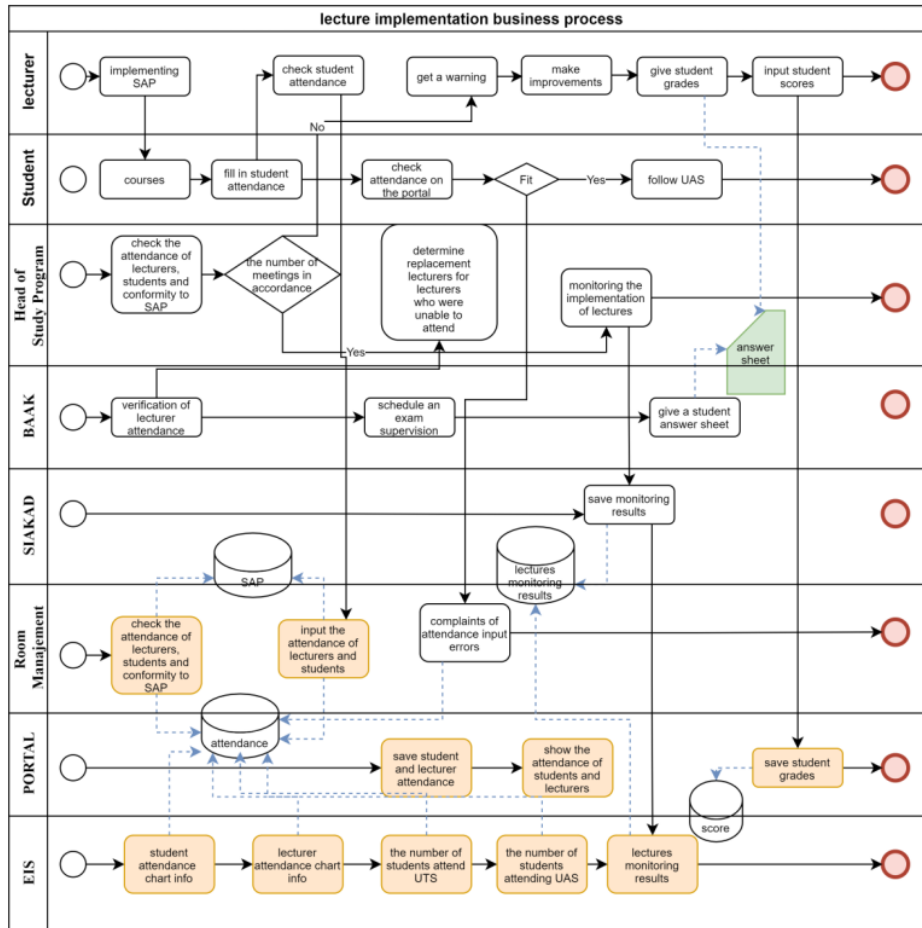 lecture implementation business process
lecturer
implementing
SAP
check student
attendance
get a warning
make
improvements
give student
grades
input student
scores
No
Student
courses
fill in student
attendance
check
attendance on
the portal
Fit
Yes
follow UAS
Head of
Study Program
check the
attendance of
lecturers,
students and
conformity to
SAP
the number of
meetings in
accordance
determine
replacement
lecturers for
lecturers
who were
unable to
attend
monitoring the
implementation
of lectures
answer
sheet
Yes
BAAK
verification of
lecturer
attendance
schedule an
exam
supervision
give a student
answer sheet
SIAKAD
save monitoring
results
SAP
lectures
monitoring
results
Room
Manajement
check the
attendance of
lecturers,
students and
conformity to
SAP
input the
attendance of
lecturers and
students
complaints of
attendance input
errors
PORTAL
attendance
save student
and lecturer
attendance
show the
attendance of
students and
lecturers
save student
grades
score
EIS
student
attendance
chart info
lecturer
attendance chart
info
the number of
students attend
UTS
the number of
students
attending UAS
lectures
monitoring
results